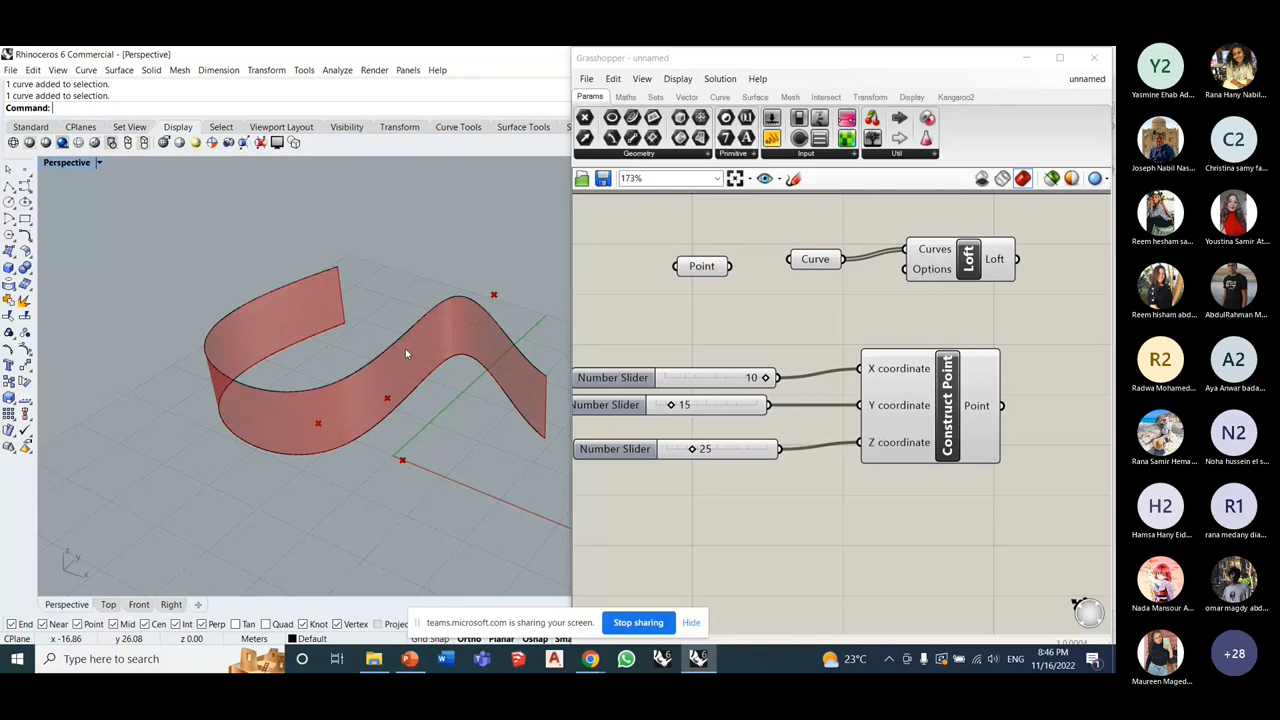 Rhinoceros 6 Commercial - [Perspective]
File Edit View Curve Surface Solid Mesh Dimension Transform Tools Analyze Render Panels Help
1 curve added to selection.
1 curve added to selection.
Command:
Standard CPlanes Set View Display Select Viewport Layout Visibility Transform Curve Tools Surface Tools
Perspective
z
y
x
Perspective Top Front Right
End Near Point Mid Cen Int Perp Tan Quad Knot Vertex
CPlane x -16.86 y 26.08 z 0.00 Meters Default Grid Snap Ortho Planar Osnap
Grasshopper - unnamed
File Edit View Display Solution Help unnamed
Params Maths Sets Vector Curve Surface Mesh Intersect Transform Display Kangaroo2
Geometry Primitive Input Util
173%
Point
Curve
Curves
Options
Loft
Loft
Number Slider 10
Number Slider 15
Number Slider 25
X coordinate
Y coordinate
Z coordinate
Construct Point
Point
teams.microsoft.com is sharing your screen. Stop sharing Hide
Type here to search
23°C ENG 8:46 PM
11/16/2022
Y2
Yasmine Ehab Ad...
Rana Hany Nabil...
Joseph Nabil Nas...
C2
Christina samy fa...
Reem hesham sa...
Youstina Samir At...
Reem hisham abd...
AbdulRahman M...
R2
Radwa Mohamed...
A2
Aya Anwar bada...
Rana Samir Hema...
N2
Noha hussein el s...
H2
Hamsa Hany Eid...
R1
rana medany dia...
Nada Mansour A...
omar magdy abd...
Maureen Maged...
+28